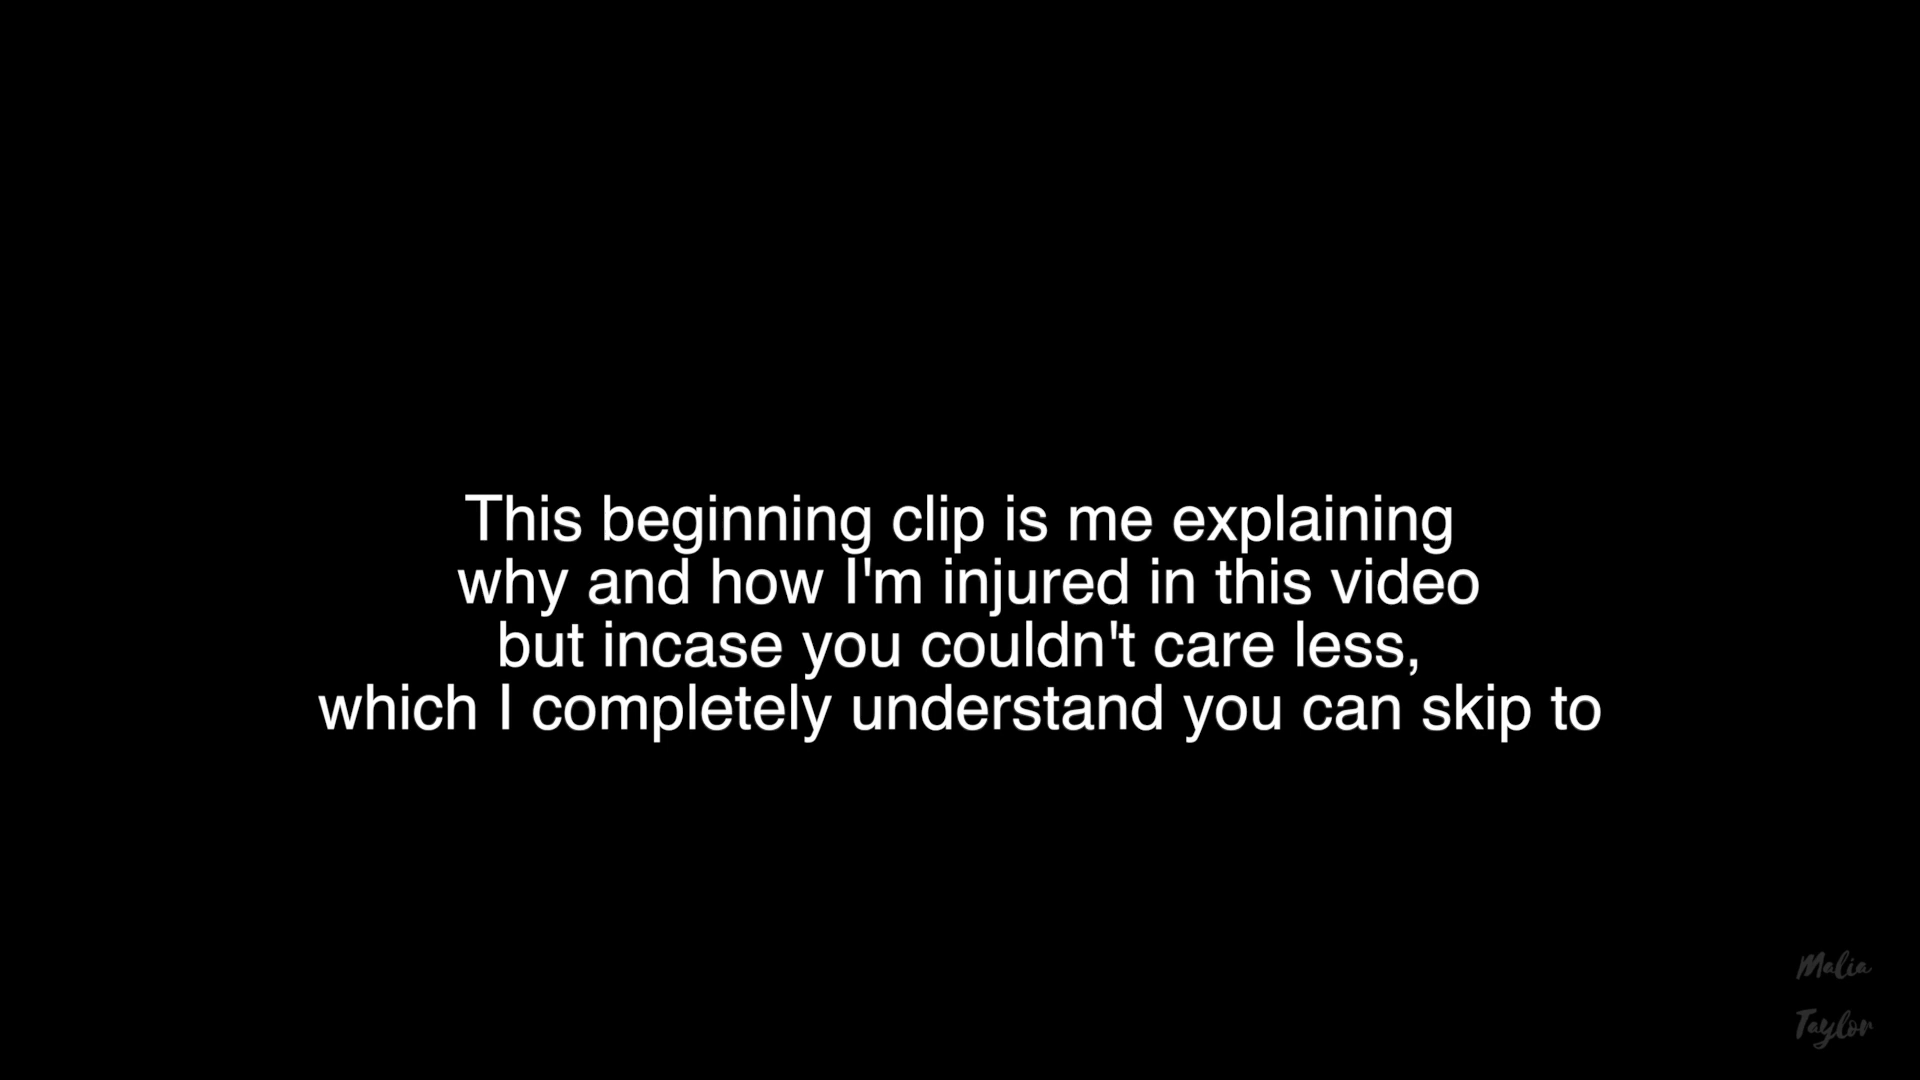 This beginning clip is me explaining
why and how I'm injured in this video
but incase you couldn't care less,
which I completely understand you can skip to
Malia
Taylor